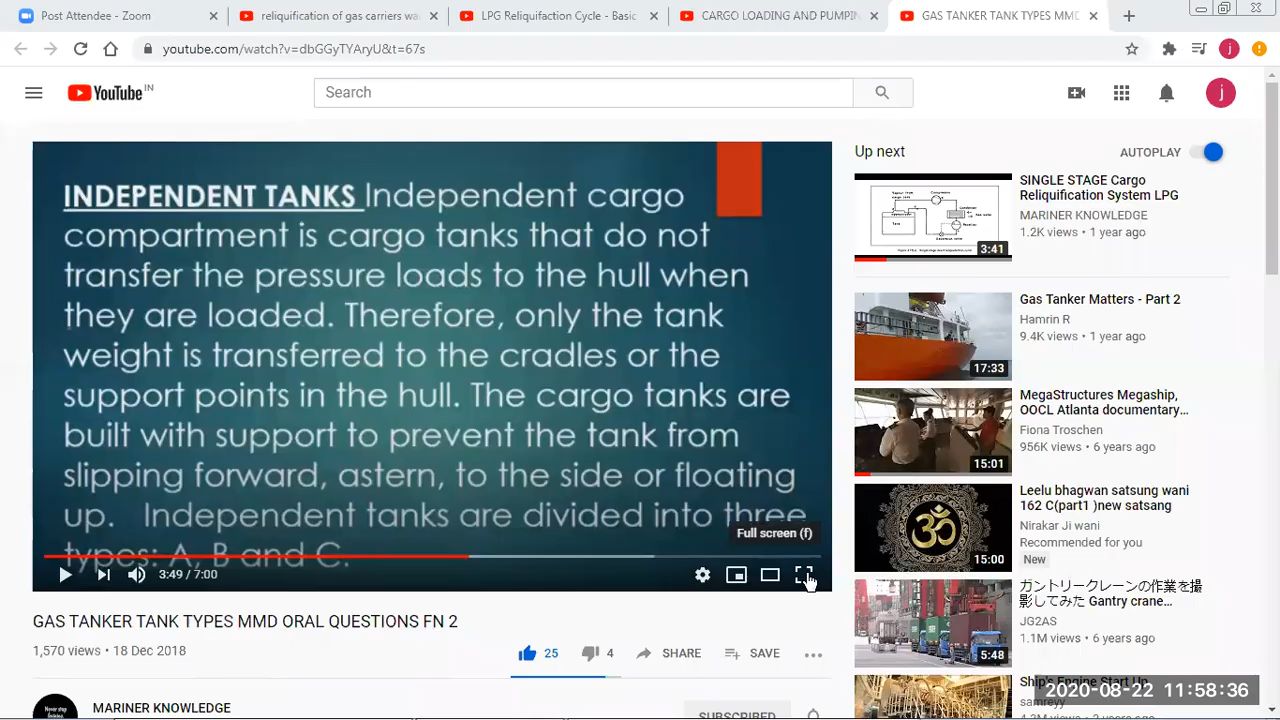 Post Attendee - Zoom
reliquification of gas carriers wa
LPG Reliquifaction Cycle - Basic
CARGO LOADING AND PUMPIN
GAS TANKER TANK TYPES MMD
youtube.com/watch?v=dbGGyTYAryU&t=67s
j
YouTube IN
Search
j
INDEPENDENT TANKS Independent cargo
compartment is cargo tanks that do not
transfer the pressure loads to the hull when
they are loaded. Therefore, only the tank
weight is transferred to the cradles or the
support points in the hull. The cargo tanks are
built with support to prevent the tank from
slipping forward, astern, to the side or floating
up. Independent tanks are divided into three
types: A, B and C.
Full screen (f)
3:49 / 7:00
GAS TANKER TANK TYPES MMD ORAL QUESTIONS FN 2
1,570 views • 18 Dec 2018
25
4
SHARE
SAVE
MARINER KNOWLEDGE
SUBSCRIBED
Up next
AUTOPLAY
SINGLE STAGE Cargo
Reliquification System LPG
MARINER KNOWLEDGE
1.2K views • 1 year ago
3:41
Gas Tanker Matters - Part 2
Hamrin R
9.4K views • 1 year ago
17:33
MegaStructures Megaship,
OOCL Atlanta documentary...
Fiona Troschen
956K views • 6 years ago
15:01
Leelu bhagwan satsung wani
162 C(part1 )new satsang
Nirakar Ji wani
Recommended for you
New
ॐ
15:00
ガントリークレーンの作業を撮
影してみた Gantry crane...
JG2AS
1.1M views • 6 years ago
5:48
Ship's Engine Start Up
samreyy
2020-08-22 11:58:36